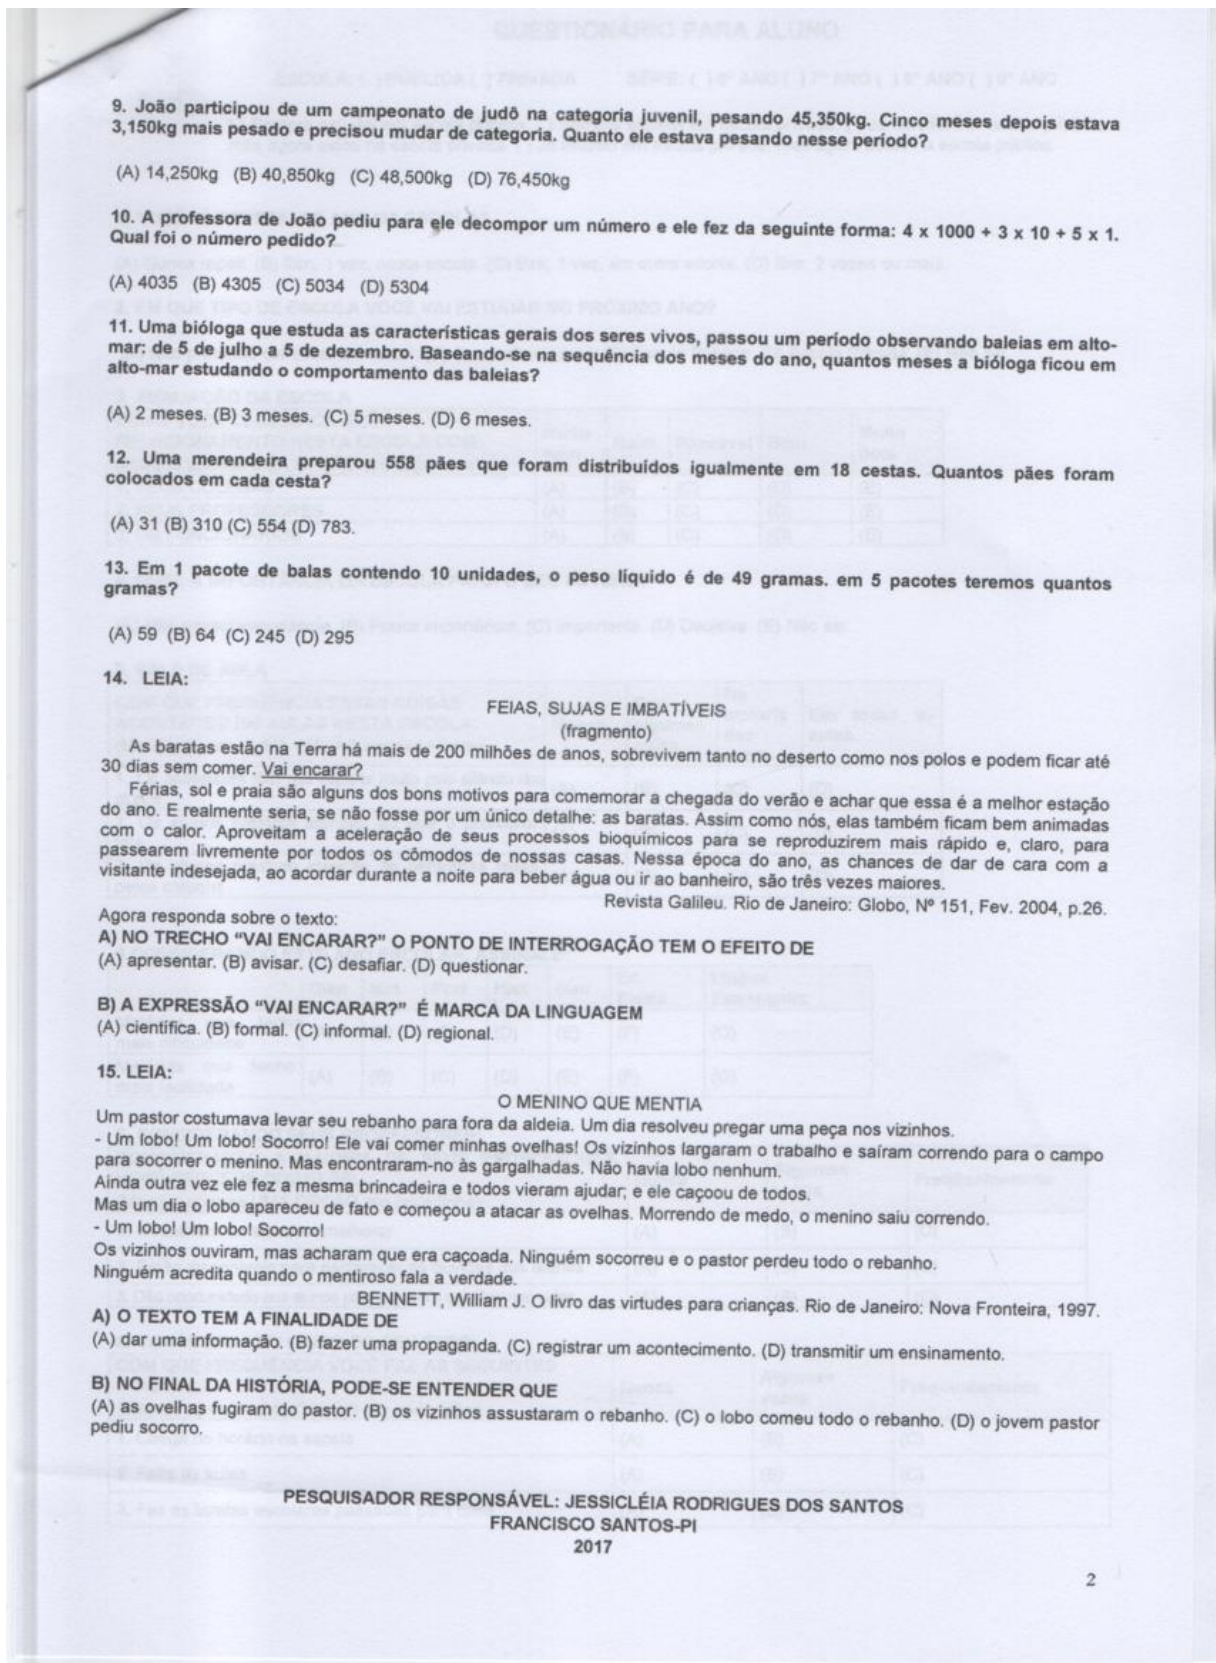 9. João participou de um campeonato de judô na categoria juvenil, pesando 45,350kg. Cinco meses depois estava
3,150kg mais pesado e precisou mudar de categoria. Quanto ele estava pesando nesse período?
(A) 14,250kg (B) 40,850kg (C) 48,500kg (D) 76,450kg
10. A professora de João pediu para ele decompor um número e ele fez da seguinte forma: 4 x 1000 + 3 x 10 + 5 x 1.
Qual foi o número pedido?
(A) 4035 (B) 4305 (C) 5034 (D) 5304
11. Uma bióloga que estuda as características gerais dos seres vivos, passou um período observando baleias em alto-
mar: de 5 de julho a 5 de dezembro. Baseando-se na sequência dos meses do ano, quantos meses a bióloga ficou em
alto-mar estudando o comportamento das baleias?
(A) 2 meses. (B) 3 meses. (C) 5 meses. (D) 6 meses.
12. Uma merendeira preparou 558 pães que foram distribuídos igualmente em 18 cestas. Quantos pães foram
colocados em cada cesta?
(A) 31 (B) 310 (C) 554 (D) 783.
13. Em 1 pacote de balas contendo 10 unidades, o peso líquido é de 49 gramas. em 5 pacotes teremos quantos
gramas?
(A) 59 (B) 64 (C) 245 (D) 295
14. LEIA:
FEIAS, SUJAS E IMBATÍVEIS
(fragmento)
As baratas estão na Terra há mais de 200 milhões de anos, sobrevivem tanto no deserto como nos polos e podem ficar até
30 dias sem comer. Vai encarar?
Férias, sol e praia são alguns dos bons motivos para comemorar a chegada do verão e achar que essa é a melhor estação
do ano. E realmente seria, se não fosse por um único detalhe: as baratas. Assim como nós, elas também ficam bem animadas
com o calor. Aproveitam a aceleração de seus processos bioquímicos para se reproduzirem mais rápido e, claro, para
passearem livremente por todos os cômodos de nossas casas. Nessa época do ano, as chances de dar de cara com a
visitante indesejada, ao acordar durante a noite para beber água ou ir ao banheiro, são três vezes maiores.
Revista Galileu. Rio de Janeiro: Globo, Nº 151, Fev. 2004, p.26.
Agora responda sobre o texto:
A) NO TRECHO “VAI ENCARAR?” O PONTO DE INTERROGAÇÃO TEM O EFEITO DE
(A) apresentar. (B) avisar. (C) desafiar. (D) questionar.
B) A EXPRESSÃO “VAI ENCARAR?” É MARCA DA LINGUAGEM
(A) científica. (B) formal. (C) informal. (D) regional.
15. LEIA:
O MENINO QUE MENTIA
Um pastor costumava levar seu rebanho para fora da aldeia. Um dia resolveu pregar uma peça nos vizinhos.
- Um lobo! Um lobo! Socorro! Ele vai comer minhas ovelhas! Os vizinhos largaram o trabalho e saíram correndo para o campo
para socorrer o menino. Mas encontraram-no às gargalhadas. Não havia lobo nenhum.
Ainda outra vez ele fez a mesma brincadeira e todos vieram ajudar; e ele caçoou de todos.
Mas um dia o lobo apareceu de fato e começou a atacar as ovelhas. Morrendo de medo, o menino saiu correndo.
- Um lobo! Um lobo! Socorro!
Os vizinhos ouviram, mas acharam que era caçoada. Ninguém socorreu e o pastor perdeu todo o rebanho.
Ninguém acredita quando o mentiroso fala a verdade.
BENNETT, William J. O livro das virtudes para crianças. Rio de Janeiro: Nova Fronteira, 1997.
A) O TEXTO TEM A FINALIDADE DE
(A) dar uma informação. (B) fazer uma propaganda. (C) registrar um acontecimento. (D) transmitir um ensinamento.
B) NO FINAL DA HISTÓRIA, PODE-SE ENTENDER QUE
(A) as ovelhas fugiram do pastor. (B) os vizinhos assustaram o rebanho. (C) o lobo comeu todo o rebanho. (D) o jovem pastor
pediu socorro.
PESQUISADOR RESPONSÁVEL: JESSICLÉIA RODRIGUES DOS SANTOS
FRANCISCO SANTOS-PI
2017
2